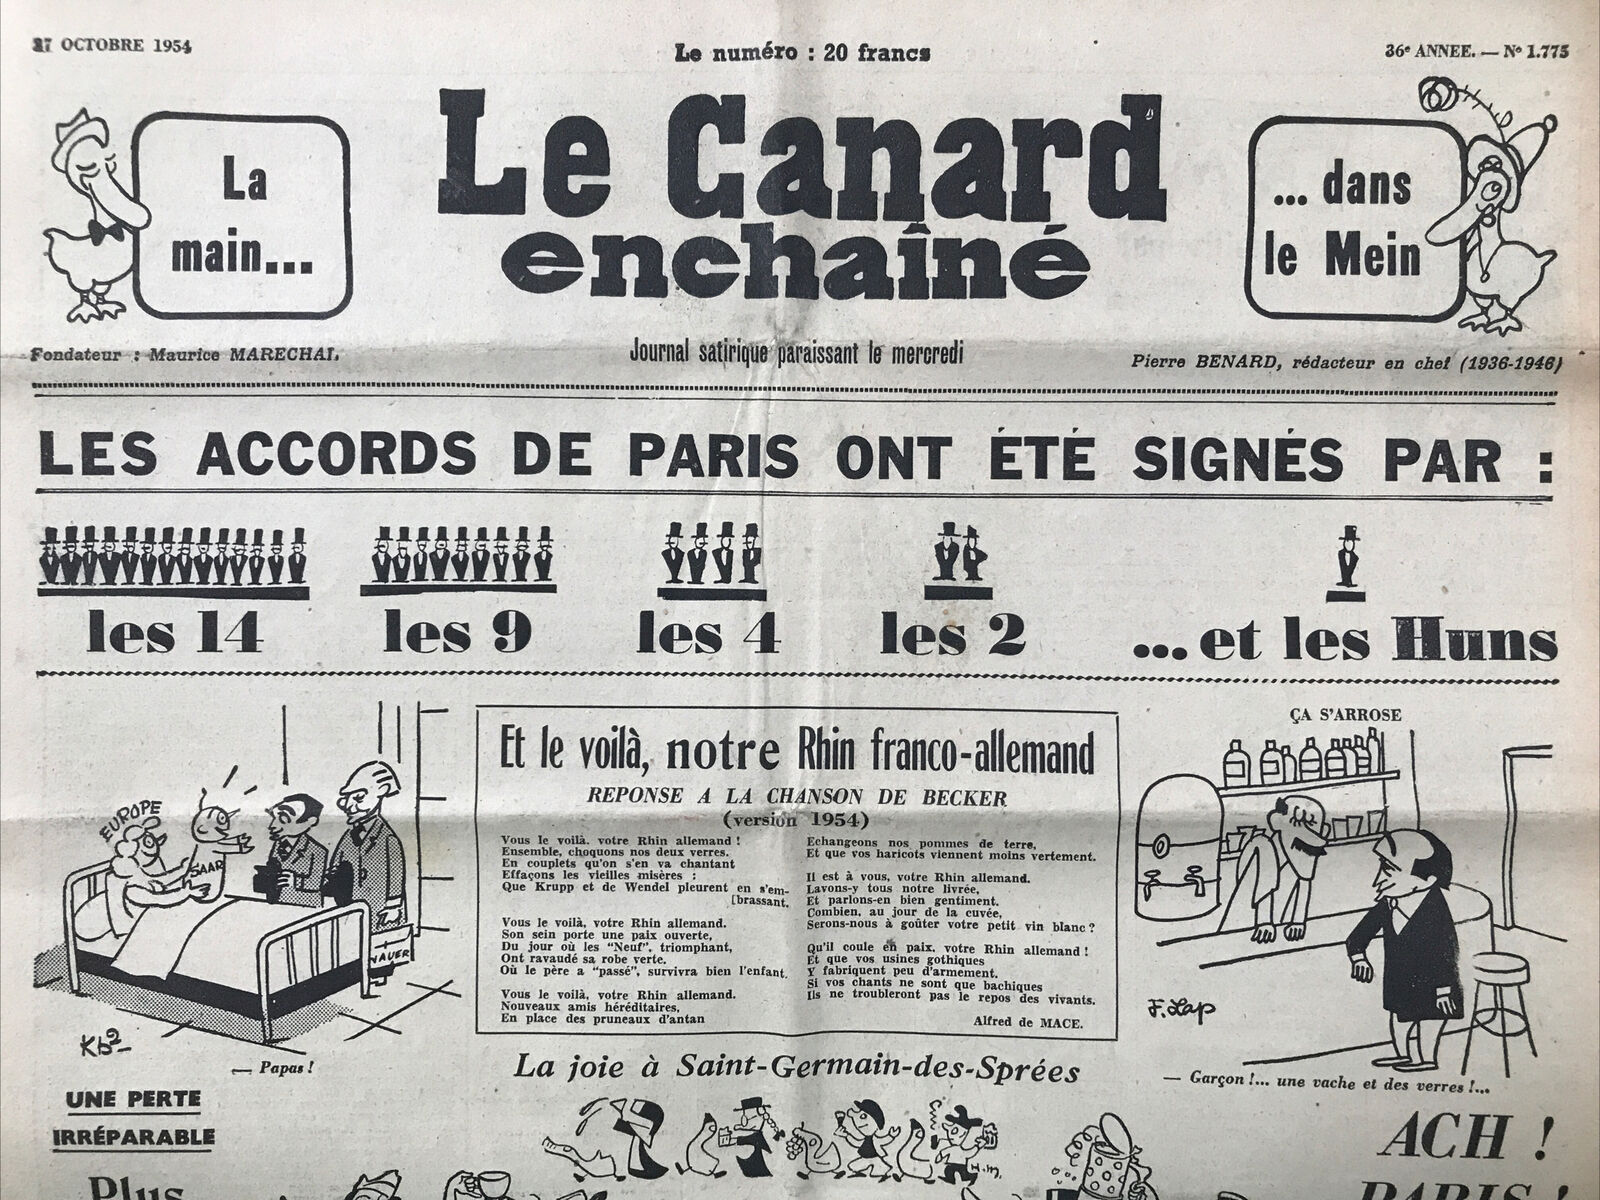 27 OCTOBRE 1954
Le numéro : 20 francs
36e ANNEE. — No 1.775
La
main...
Le Canard
enchaîné
... dans
le Mein
Fondateur : Maurice MARECHAL
Journal satirique paraissant le mercredi
Pierre BENARD, rédacteur en chef (1936-1946)
LES ACCORDS DE PARIS ONT ÉTÉ SIGNÉS PAR :
les 14
les 9
les 4
les 2
... et les Huns
EUROPE
SAAR
NAUER
Kb2
— Papas !
Et le voilà, notre Rhin franco-allemand
REPONSE A LA CHANSON DE BECKER
(version 1954)
Vous le voilà, votre Rhin allemand !
Ensemble, choquons nos deux verres.
En couplets qu'on s'en va chantant
Effaçons les vieilles misères :
Que Krupp et de Wendel pleurent en s'em-
[brassant.
Vous le voilà, votre Rhin allemand.
Son sein porte une paix ouverte,
Du jour où les "Neuf", triomphant,
Ont ravaudé sa robe verte.
Où le père a "passé", survivra bien l'enfant.
Vous le voilà, votre Rhin allemand.
Nouveaux amis héréditaires,
En place des pruneaux d'antan
Echangeons nos pommes de terre,
Et que vos haricots viennent moins vertement.
Il est à vous, votre Rhin allemand.
Lavons-y tous notre livrée,
Et parlons-en bien gentiment.
Combien, au jour de la cuvée,
Serons-nous à goûter votre petit vin blanc ?
Qu'il coule en paix, votre Rhin allemand !
Et que vos usines gothiques
Y fabriquent peu d'armement.
Si vos chants ne sont que bachiques
Ils ne troubleront pas le repos des vivants.
Alfred de MACE.
ÇA S'ARROSE
F. Lap
— Garçon !... une vache et des verres !...
La joie à Saint-Germain-des-Sprées
H.M.
UNE PERTE
IRRÉPARABLE
Plus
ACH !
PARIS !